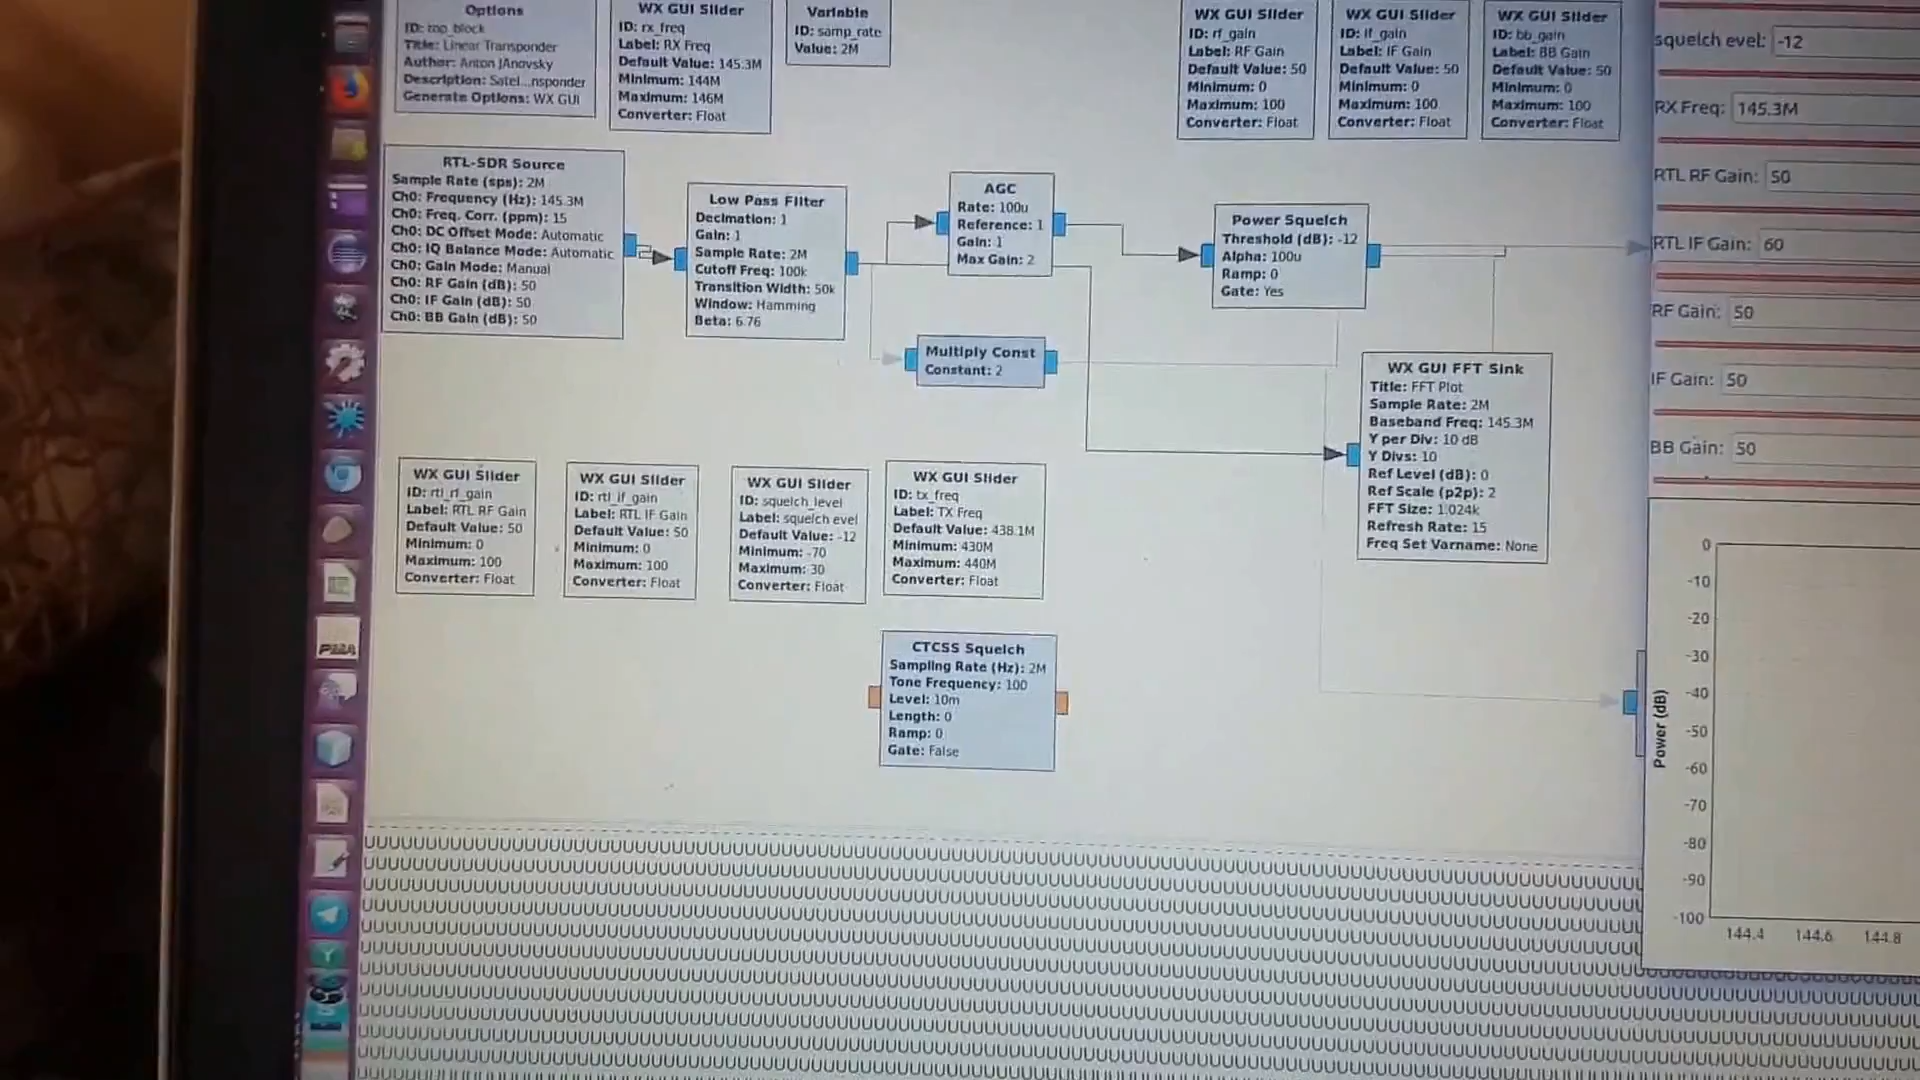 Options
ID: top_block
Title: Linear Transponder
Author: Anton JAnovsky
Description: Satel...nsponder
Generate Options: WX GUI
WX GUI Slider
ID: rx_freq
Label: RX Freq
Default Value: 145.3M
Minimum: 144M
Maximum: 146M
Converter: Float
Variable
ID: samp_rate
Value: 2M
WX GUI Slider
ID: rf_gain
Label: RF Gain
Default Value: 50
Minimum: 0
Maximum: 100
Converter: Float
WX GUI Slider
ID: if_gain
Label: IF Gain
Default Value: 50
Minimum: 0
Maximum: 100
Converter: Float
WX GUI Slider
ID: bb_gain
Label: BB Gain
Default Value: 50
Minimum: 0
Maximum: 100
Converter: Float
squelch evel: -12
RX Freq: 145.3M
RTL RF Gain: 50
RTL IF Gain: 60
RF Gain: 50
IF Gain: 50
BB Gain: 50
RTL-SDR Source
Sample Rate (sps): 2M
Ch0: Frequency (Hz): 145.3M
Ch0: Freq. Corr. (ppm): 15
Ch0: DC Offset Mode: Automatic
Ch0: IQ Balance Mode: Automatic
Ch0: Gain Mode: Manual
Ch0: RF Gain (dB): 50
Ch0: IF Gain (dB): 50
Ch0: BB Gain (dB): 50
Low Pass Filter
Decimation: 1
Gain: 1
Sample Rate: 2M
Cutoff Freq: 100k
Transition Width: 50k
Window: Hamming
Beta: 6.76
AGC
Rate: 100u
Reference: 1
Gain: 1
Max Gain: 2
Power Squelch
Threshold (dB): -12
Alpha: 100u
Ramp: 0
Gate: Yes
Multiply Const
Constant: 2
WX GUI FFT Sink
Title: FFT Plot
Sample Rate: 2M
Baseband Freq: 145.3M
Y per Div: 10 dB
Y Divs: 10
Ref Level (dB): 0
Ref Scale (p2p): 2
FFT Size: 1.024k
Refresh Rate: 15
Freq Set Varname: None
WX GUI Slider
ID: rtl_rf_gain
Label: RTL RF Gain
Default Value: 50
Minimum: 0
Maximum: 100
Converter: Float
WX GUI Slider
ID: rtl_if_gain
Label: RTL IF Gain
Default Value: 50
Minimum: 0
Maximum: 100
Converter: Float
WX GUI Slider
ID: squelch_level
Label: squelch evel
Default Value: -12
Minimum: -70
Maximum: 30
Converter: Float
WX GUI Slider
ID: tx_freq
Label: TX Freq
Default Value: 438.1M
Minimum: 430M
Maximum: 440M
Converter: Float
CTCSS Squelch
Sampling Rate (Hz): 2M
Tone Frequency: 100
Level: 10m
Length: 0
Ramp: 0
Gate: False
PMA
Power (dB)
0
-10
-20
-30
-40
-50
-60
-70
-80
-90
-100
144.4 144.6 144.8